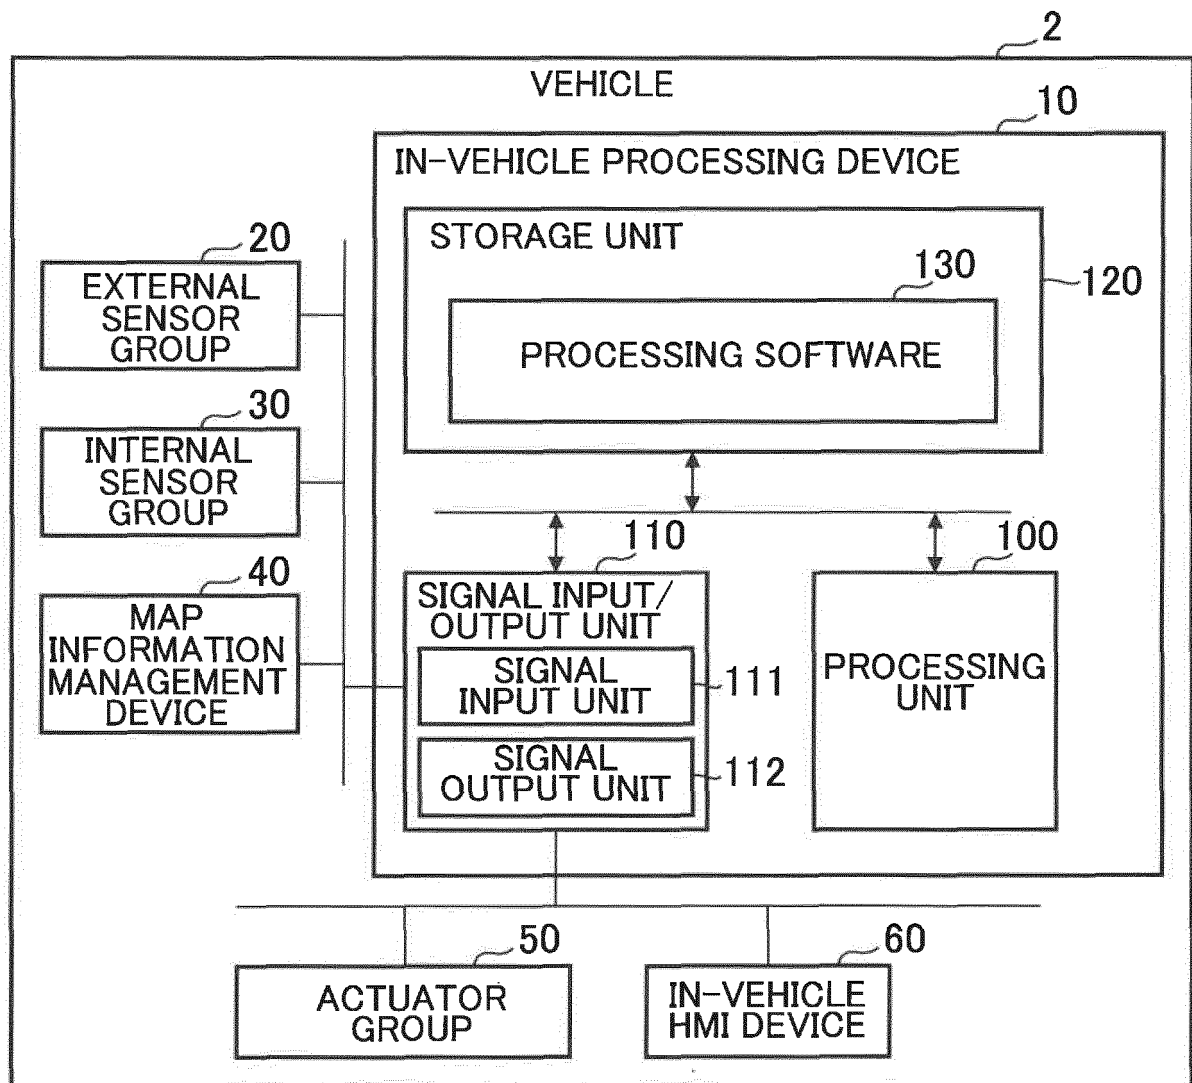 2
VEHICLE
10
IN-VEHICLE PROCESSING DEVICE
STORAGE UNIT
120
130
PROCESSING SOFTWARE
20
EXTERNAL
SENSOR
GROUP
30
INTERNAL
SENSOR
GROUP
40
MAP
INFORMATION
MANAGEMENT
DEVICE
110
SIGNAL INPUT/
OUTPUT UNIT
SIGNAL
INPUT UNIT
111
SIGNAL
OUTPUT UNIT
112
100
PROCESSING
UNIT
50
ACTUATOR
GROUP
60
IN-VEHICLE
HMI DEVICE